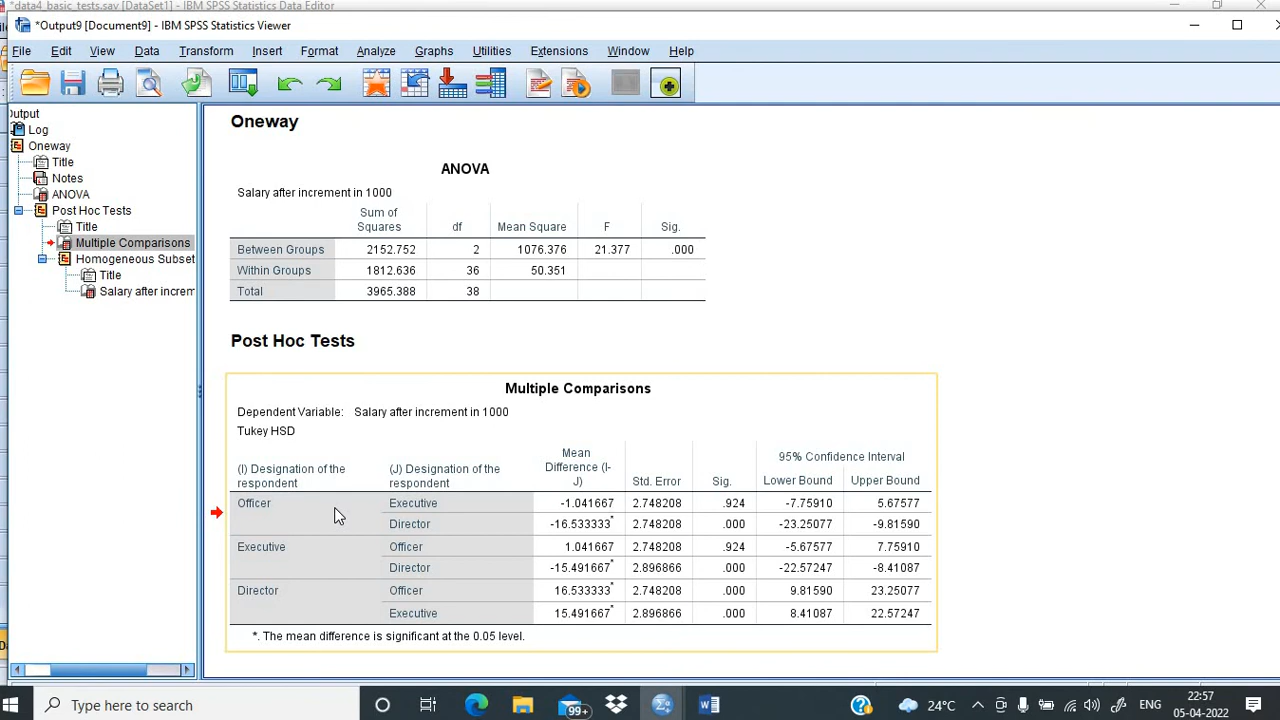 *data4_basic_tests.sav [DataSet1] - IBM SPSS Statistics Data Editor
*Output9 [Document9] - IBM SPSS Statistics Viewer
File Edit View Data Transform Insert Format Analyze Graphs Utilities Extensions Window Help
utput
Log
Oneway
Title
Notes
ANOVA
Post Hoc Tests
Title
Multiple Comparisons
Homogeneous Subset
Title
Salary after increm
Oneway
ANOVA
Salary after increment in 1000
Sum of Squares df Mean Square F Sig.
Between Groups 2152.752 2 1076.376 21.377 .000
Within Groups 1812.636 36 50.351
Total 3965.388 38
Post Hoc Tests
Multiple Comparisons
Dependent Variable: Salary after increment in 1000
Tukey HSD
95% Confidence Interval
(I) Designation of the respondent (J) Designation of the respondent Mean Difference (I-J) Std. Error Sig. Lower Bound Upper Bound
Officer Executive -1.041667 2.748208 .924 -7.75910 5.67577
Director -16.533333* 2.748208 .000 -23.25077 -9.81590
Executive Officer 1.041667 2.748208 .924 -5.67577 7.75910
Director -15.491667* 2.896866 .000 -22.57247 -8.41087
Director Officer 16.533333* 2.748208 .000 9.81590 23.25077
Executive 15.491667* 2.896866 .000 8.41087 22.57247
*. The mean difference is significant at the 0.05 level.
Type here to search
99+
24°C
ENG
22:57
05-04-2022